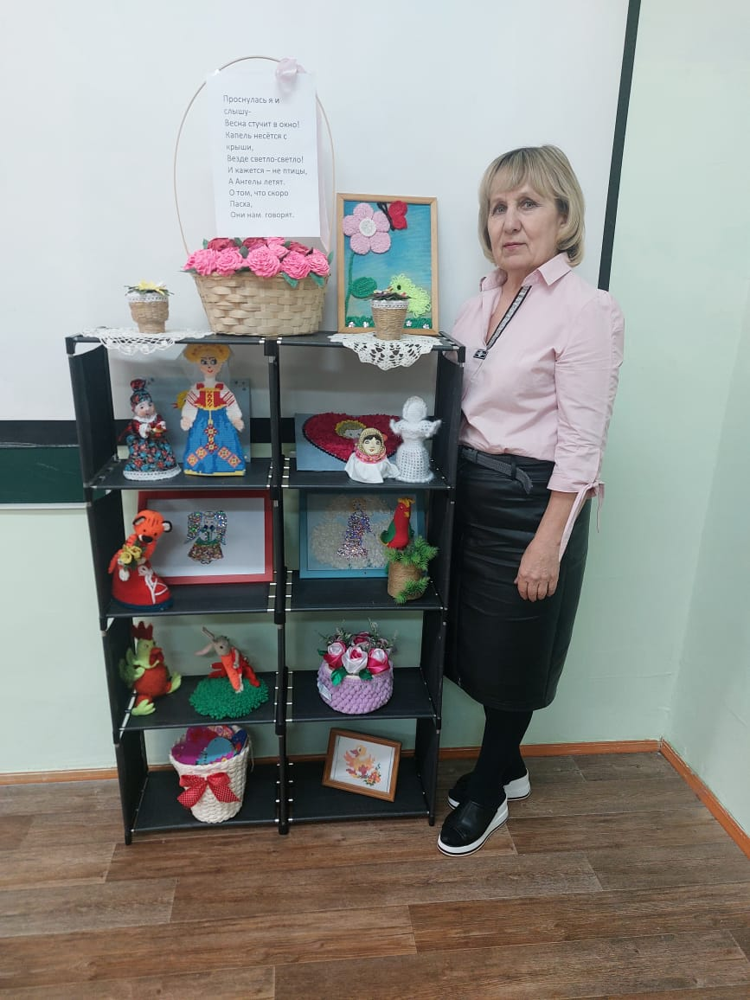 Проснулась я и
слышу-
Весна стучит в окно!
Капель несётся с
крыши,
Везде светло-светло!
И кажется – не птицы,
А Ангелы летят.
О том, что скоро
Пасха,
Они нам говорят.